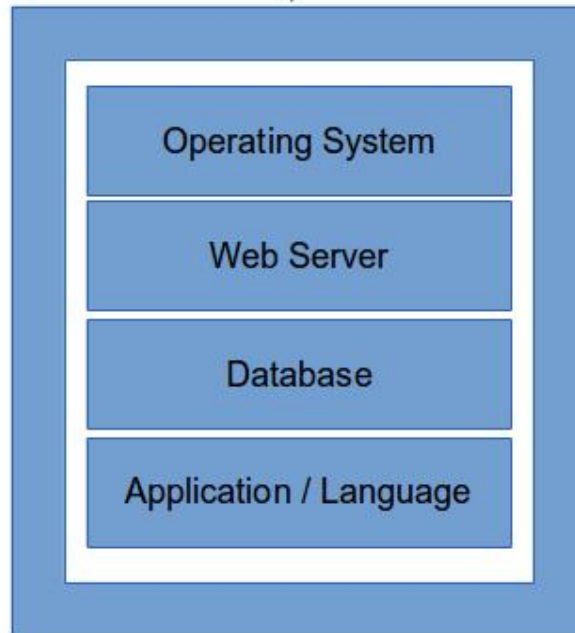 Operating System
Web Server
Database
Application / Language